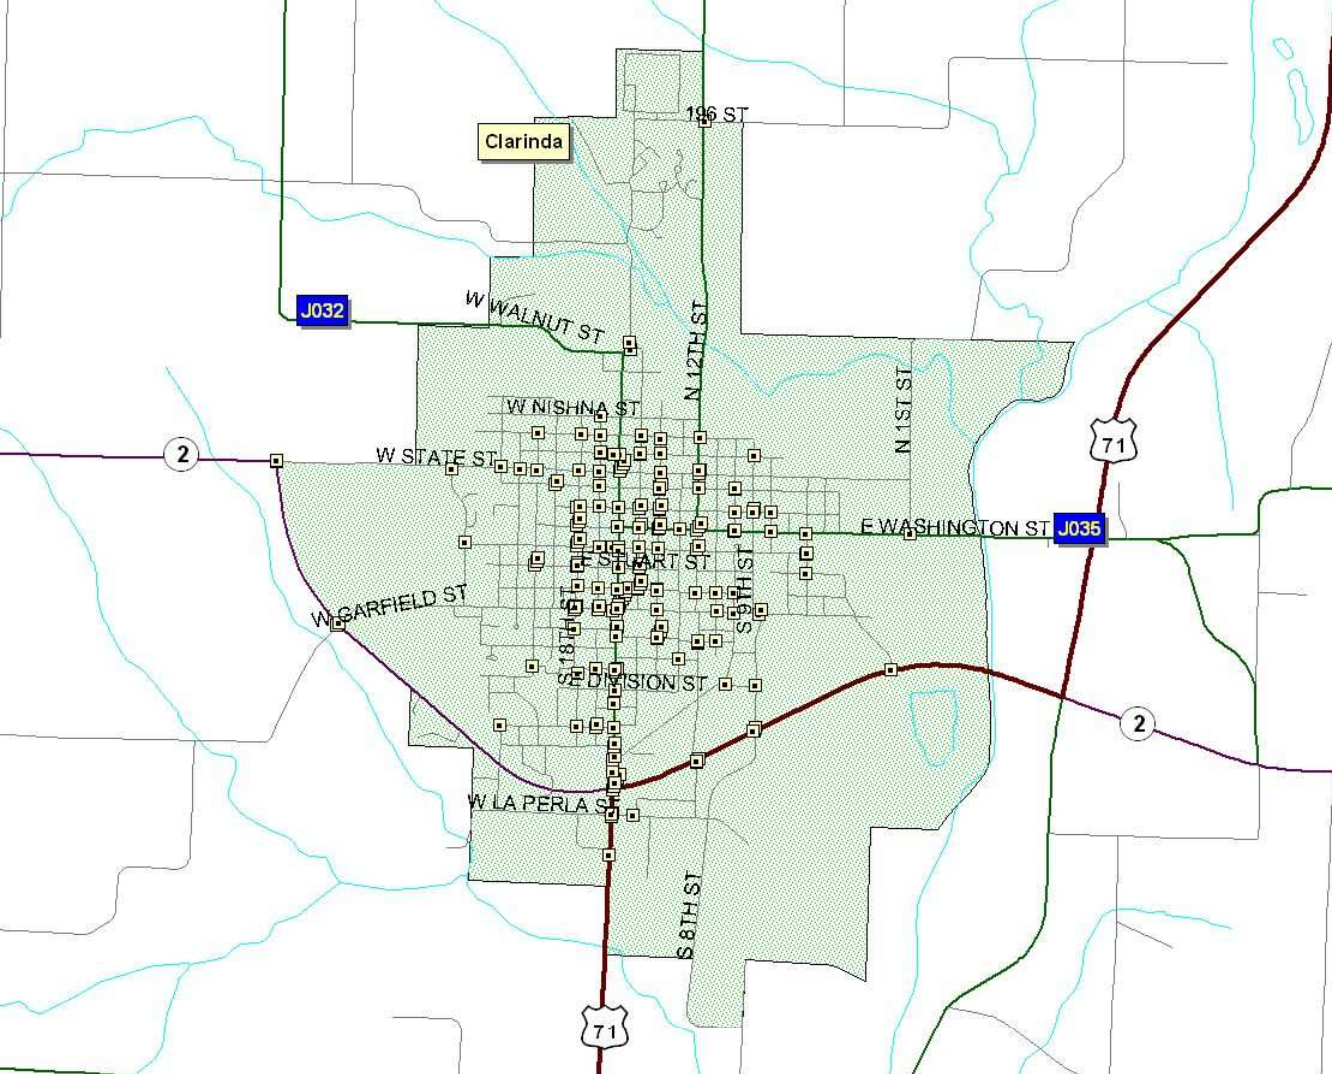 196 ST
Clarinda
J032
W WALNUT ST
N 12TH ST
N 1ST ST
W NISHNA ST
71
2
W STATE ST
E WASHINGTON ST
J035
E STUART ST
S 9TH ST
W GARFIELD ST
S 18TH ST
E DIVISION ST
2
W LA PERLA ST
S 8TH ST
71